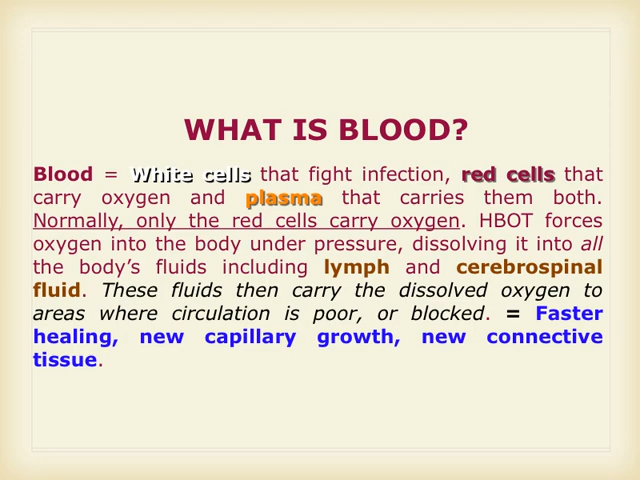 WHAT IS BLOOD?
Blood = White cells that fight infection, red cells that
carry oxygen and plasma that carries them both.
Normally, only the red cells carry oxygen. HBOT forces
oxygen into the body under pressure, dissolving it into all
the body’s fluids including lymph and cerebrospinal
fluid. These fluids then carry the dissolved oxygen to
areas where circulation is poor, or blocked. = Faster
healing, new capillary growth, new connective
tissue.